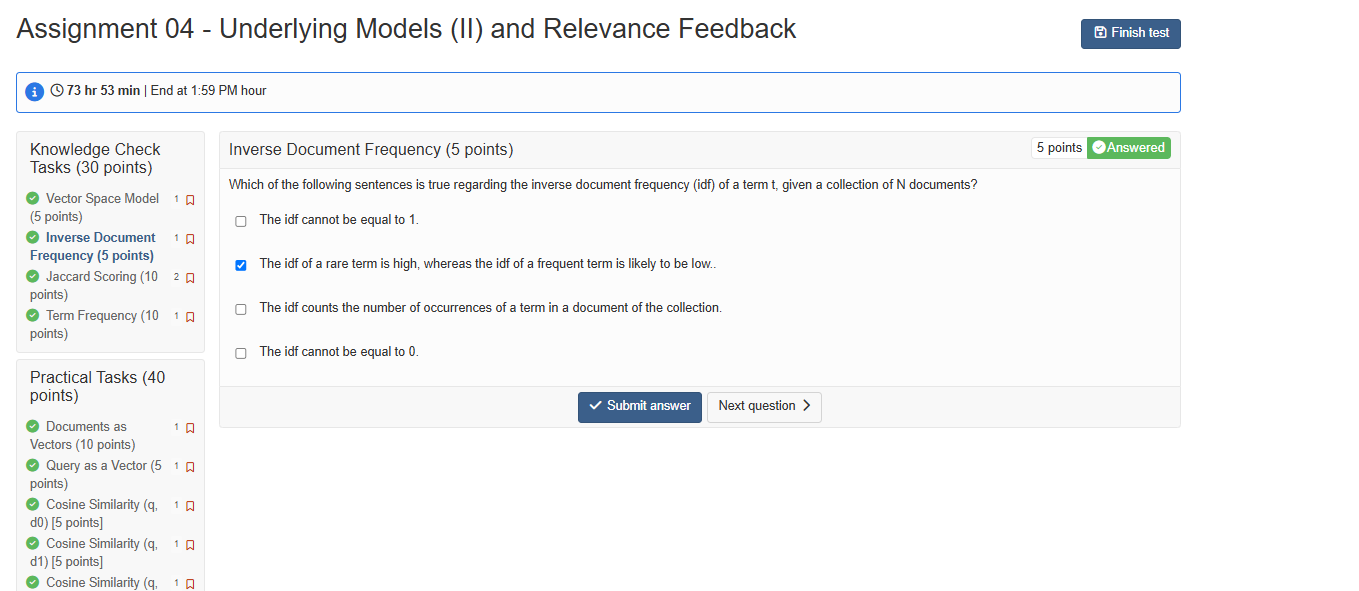 Assignment 04 - Underlying Models (II) and Relevance Feedback
Finish test
73 hr 53 min | End at 1:59 PM hour
Knowledge Check
Tasks (30 points)
Vector Space Model 1
(5 points)
Inverse Document 1
Frequency (5 points)
Jaccard Scoring (10 2
points)
Term Frequency (10 1
points)
Practical Tasks (40
points)
Documents as 1
Vectors (10 points)
Query as a Vector (5 1
points)
Cosine Similarity (q, 1
d0) [5 points]
Cosine Similarity (q, 1
d1) [5 points]
Cosine Similarity (q, 1
Inverse Document Frequency (5 points)
5 points Answered
Which of the following sentences is true regarding the inverse document frequency (idf) of a term t, given a collection of N documents?
The idf cannot be equal to 1.
The idf of a rare term is high, whereas the idf of a frequent term is likely to be low..
The idf counts the number of occurrences of a term in a document of the collection.
The idf cannot be equal to 0.
Submit answer
Next question